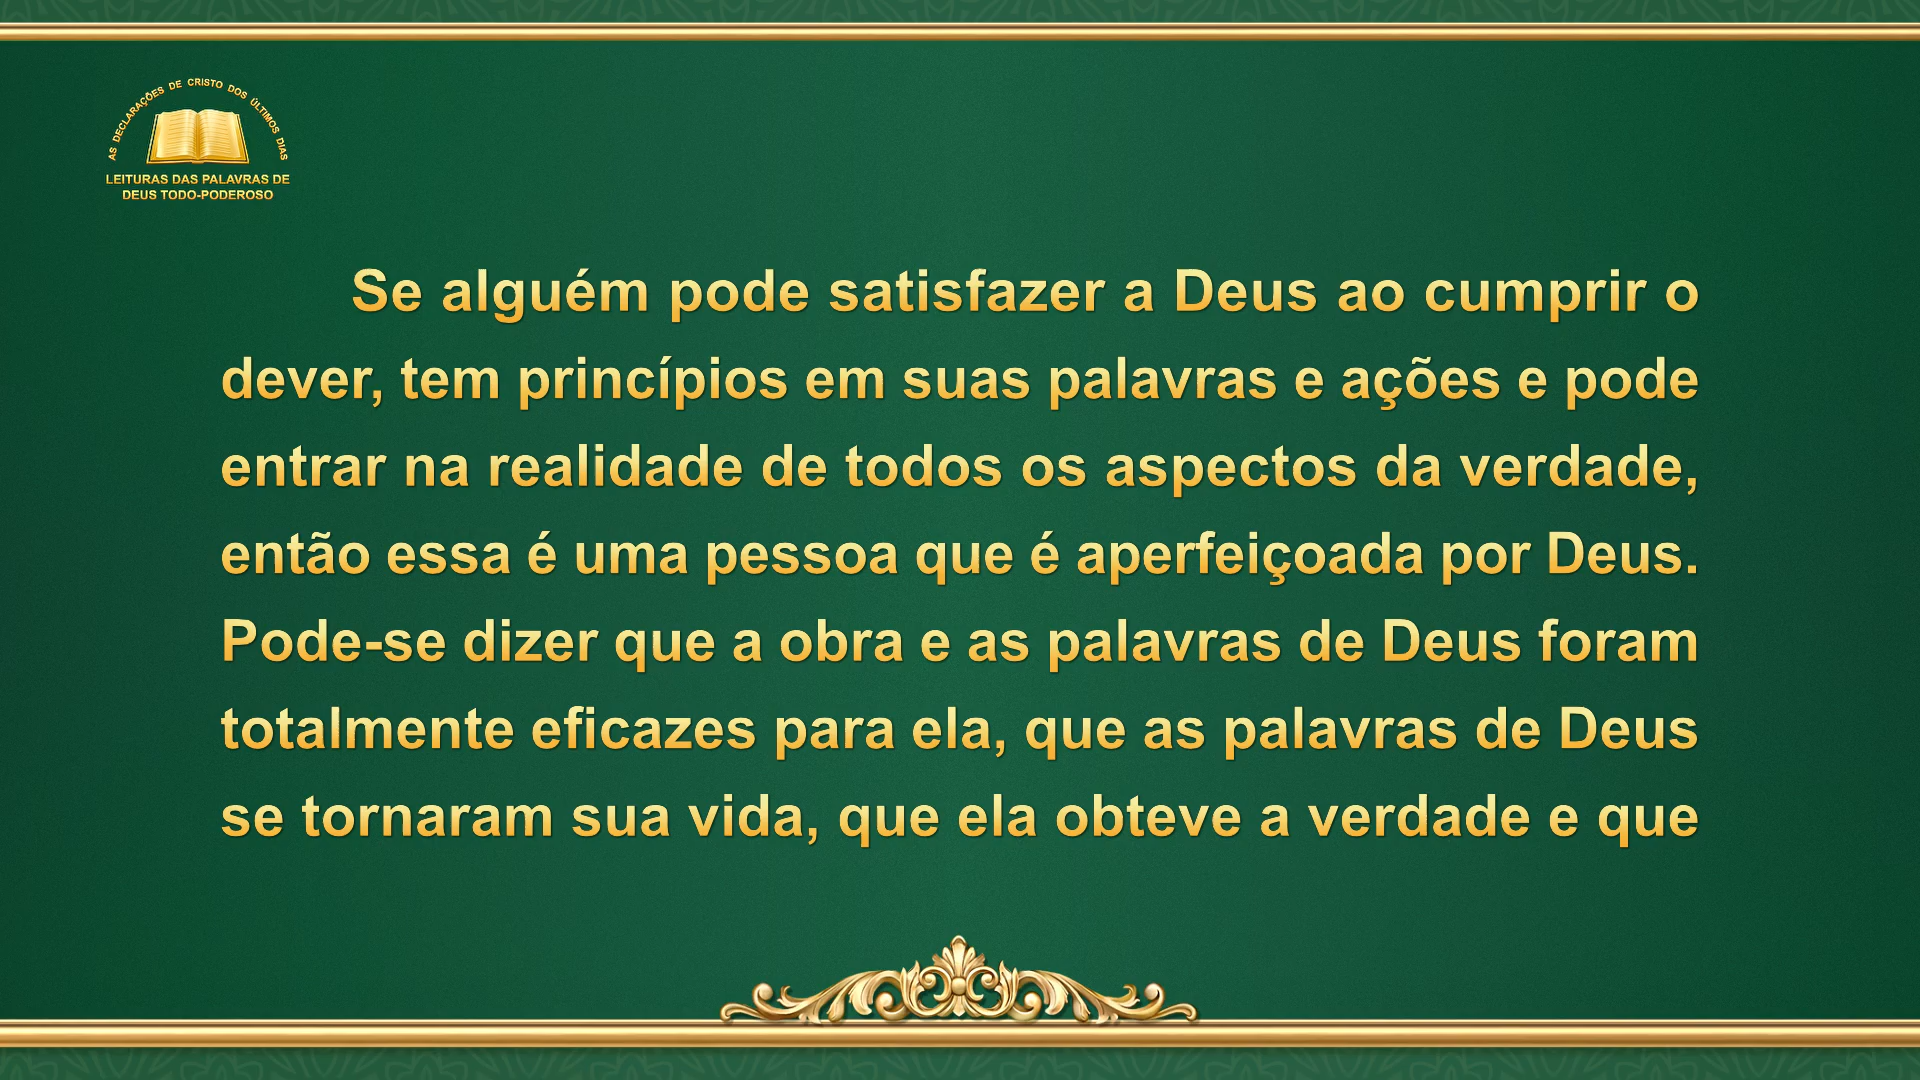 AS DECLARAÇÕES DE CRISTO DOS ÚLTIMOS DIAS
LEITURAS DAS PALAVRAS DE
DEUS TODO-PODEROSO
Se alguém pode satisfazer a Deus ao cumprir o
dever, tem princípios em suas palavras e ações e pode
entrar na realidade de todos os aspectos da verdade,
então essa é uma pessoa que é aperfeiçoada por Deus.
Pode-se dizer que a obra e as palavras de Deus foram
totalmente eficazes para ela, que as palavras de Deus
se tornaram sua vida, que ela obteve a verdade e que